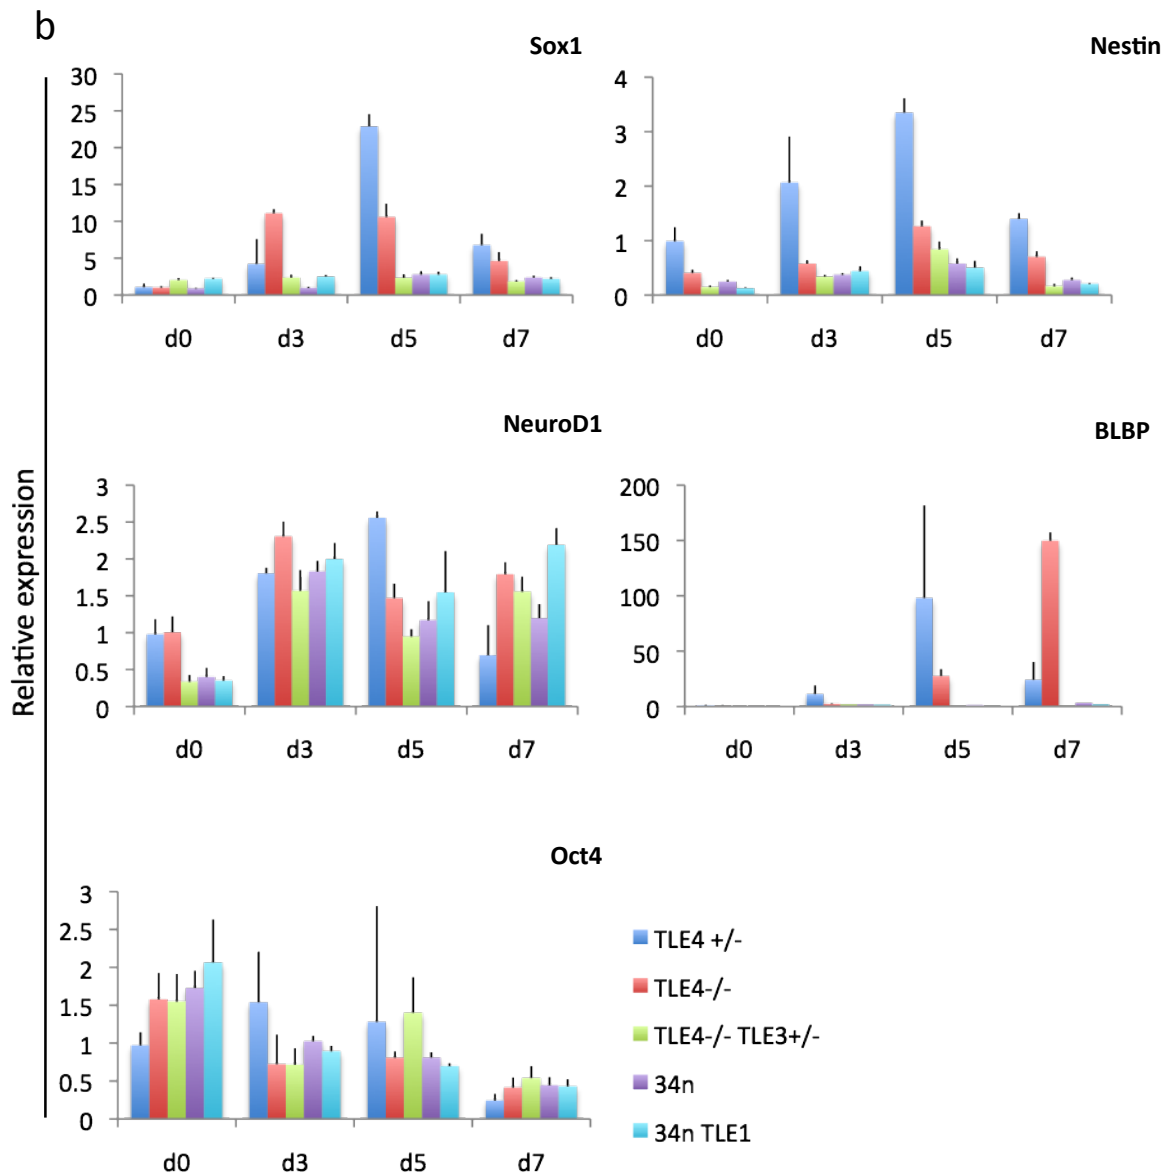 b
Relative expression
Sox1
30
25
20
15
10
5
0
d0 d3 d5 d7
Nestin
4
3
2
1
0
d0 d3 d5 d7
NeuroD1
3
2.5
2
1.5
1
0.5
0
d0 d3 d5 d7
BLBP
200
150
100
50
0
d0 d3 d5 d7
Oct4
3
2.5
2
1.5
1
0.5
0
d0 d3 d5 d7
TLE4 +/-
TLE4-/-
TLE4-/- TLE3+/-
34n
34n TLE1